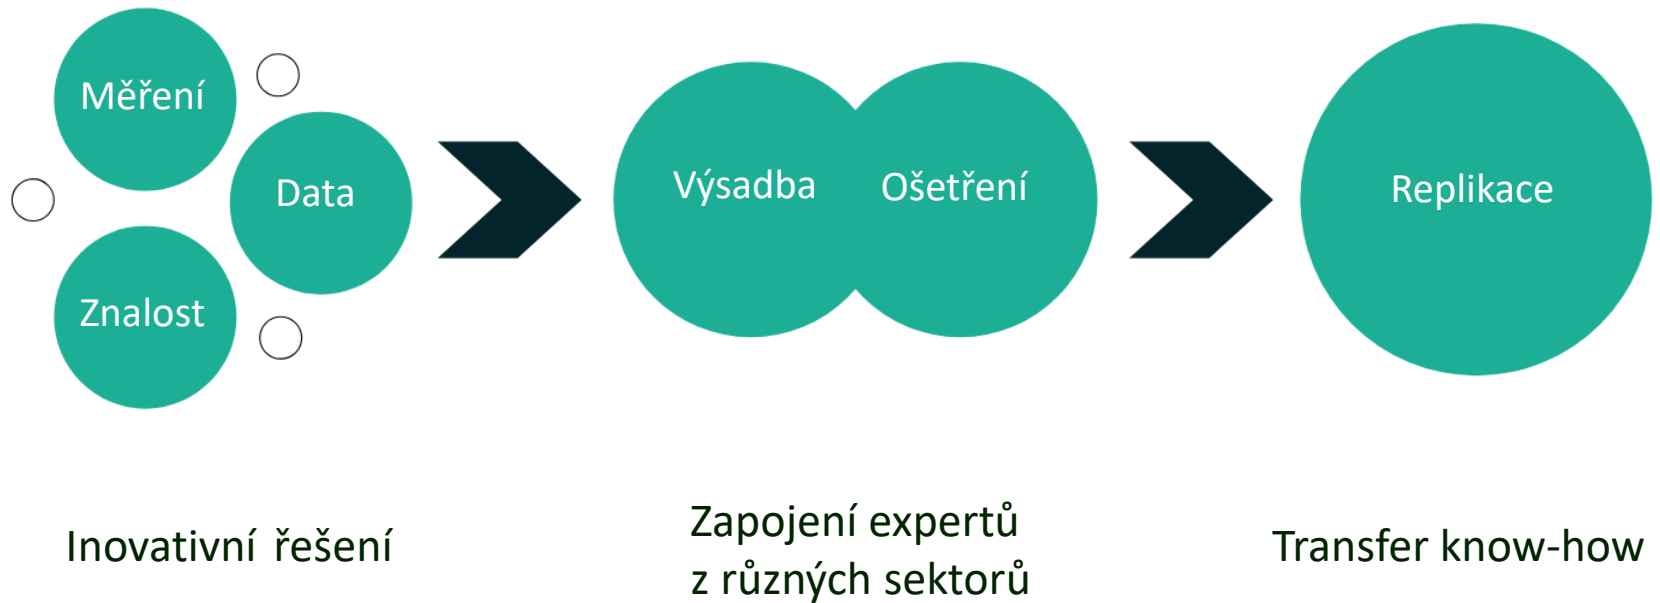 Měření
Data
Znalost
Výsadba
Ošetření
Replikace
Inovativní řešení
Zapojení expertů
z různých sektorů
Transfer know-how